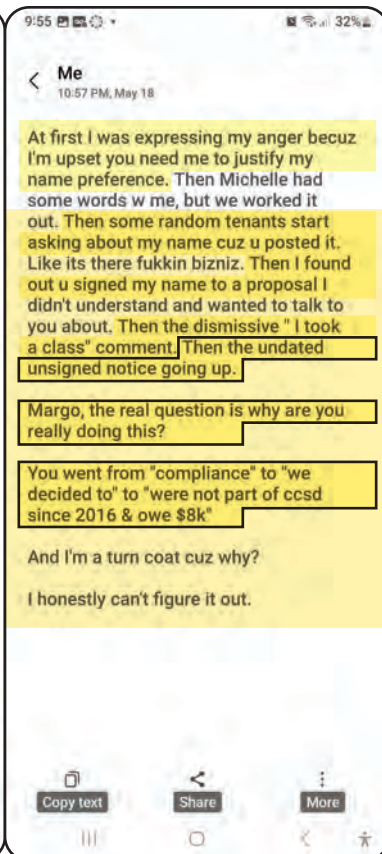 9:55
32%
Me
10:57 PM, May 18
At first I was expressing my anger becuz
I'm upset you need me to justify my
name preference. Then Michelle had
some words w me, but we worked it
out. Then some random tenants start
asking about my name cuz u posted it.
Like its there fukkin bizniz. Then I found
out u signed my name to a proposal I
didn't understand and wanted to talk to
you about. Then the dismissive " I took
a class" comment. Then the undated
unsigned notice going up.
Margo, the real question is why are you
really doing this?
You went from "compliance" to "we
decided to" to "were not part of ccsd
since 2016 & owe $8k"
And I'm a turn coat cuz why?
I honestly can't figure it out.
Copy text
Share
More